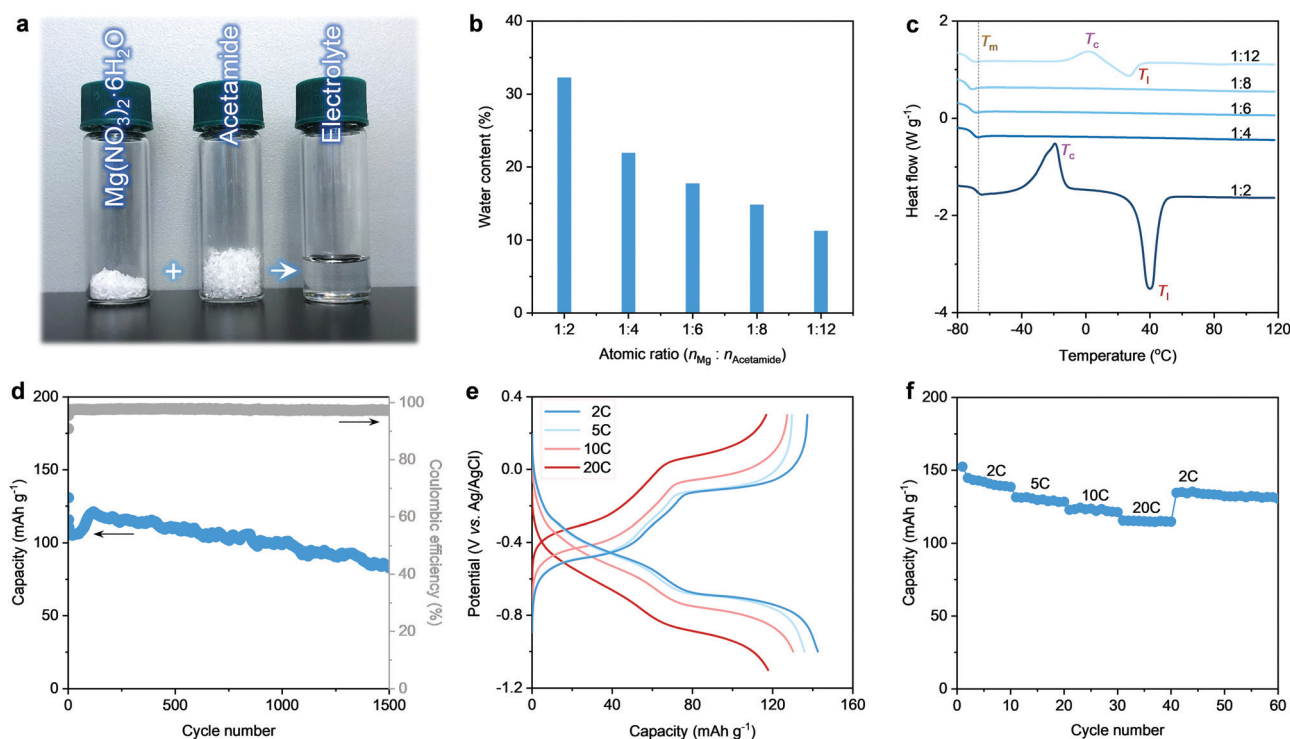 a
Mg(NO₃)₂·6H₂O
Acetamide
Electrolyte
+
→
b
Water content (%)
40
30
20
10
0
1:2 1:4 1:6 1:8 1:12
Atomic ratio (nMg : nAcetamide)
c
Heat flow (W g⁻¹)
2
0
-2
-4
Tm
Tc
Tl
1:12
1:8
1:6
1:4
Tc
1:2
Tl
-80 -40 0 40 80 120
Temperature (°C)
d
Capacity (mAh g⁻¹)
200
150
100
50
0
100
80
60
40
20
0
Coulombic efficiency (%)
0 500 1000 1500
Cycle number
e
Potential (V vs. Ag/AgCl)
0.4
0.0
-0.4
-0.8
-1.2
2C
5C
10C
20C
0 40 80 120 160
Capacity (mAh g⁻¹)
f
Capacity (mAh g⁻¹)
200
150
100
50
0
2C
5C
10C
20C
2C
0 10 20 30 40 50 60
Cycle number